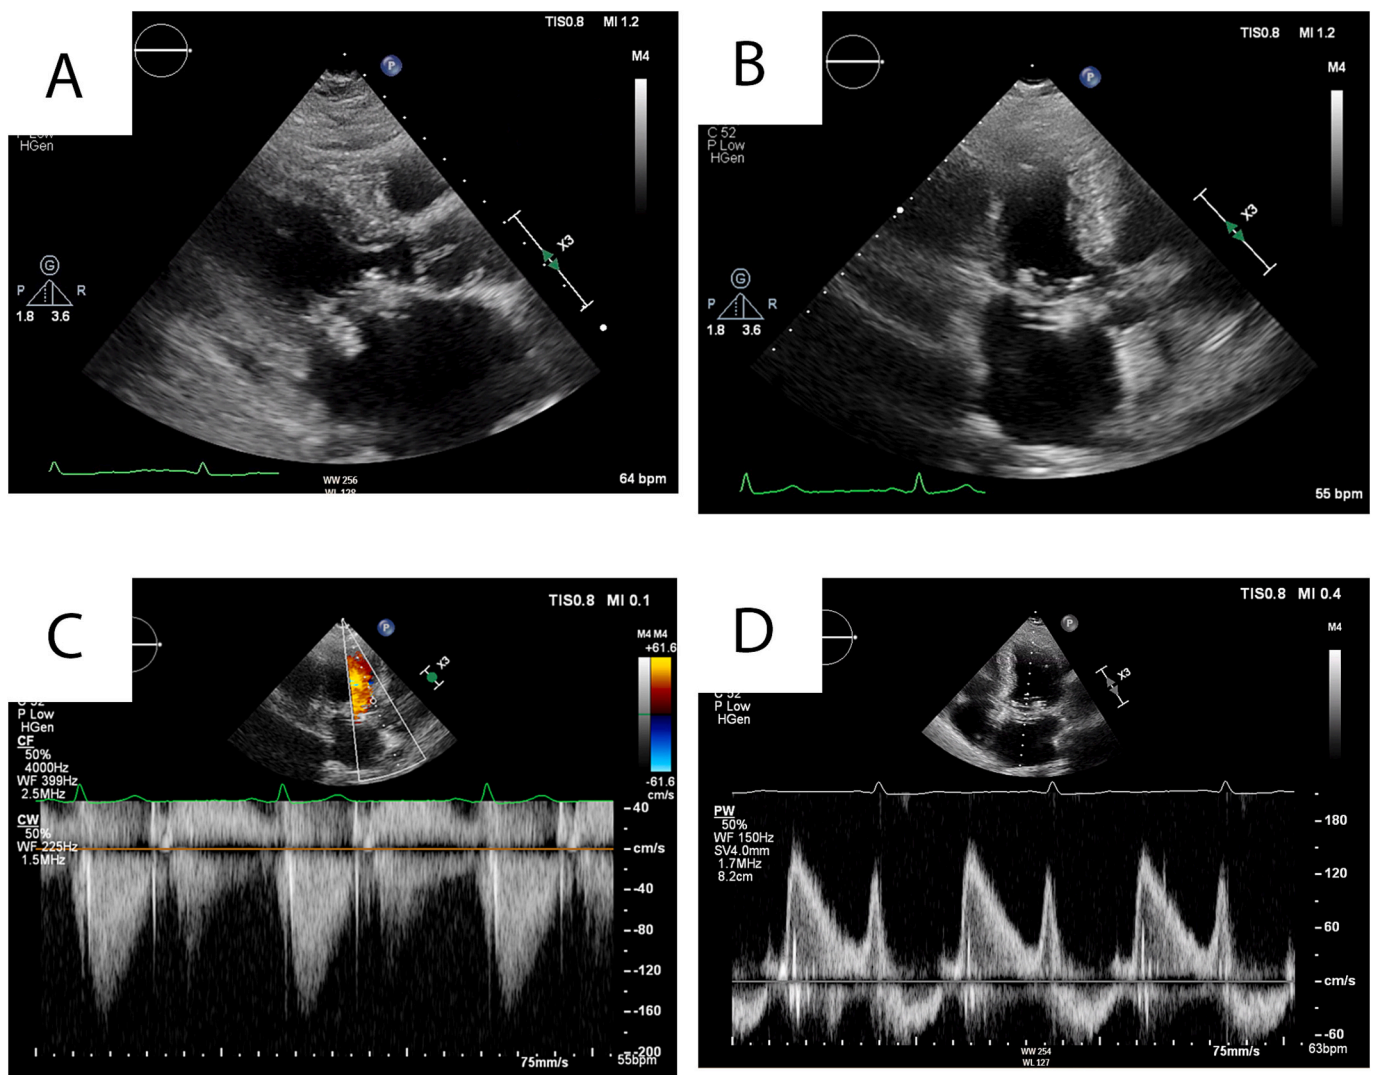 A
TIS0.8 MI 1.2
P
M4
P Low
HGen
X3
G
P R
1.8 3.6
WW 256
WL 128
64 bpm
B
TIS0.8 MI 1.2
P
M4
C 52
P Low
HGen
X3
G
P R
1.8 3.6
55 bpm
C
TIS0.8 MI 0.1
P
M4 M4
+61.6
X3
P Low
HGen
CF
50%
4000Hz
WF 399Hz
2.5MHz
-61.6
cm/s
CW
50%
WF 225Hz
1.5MHz
40
cm/s
-40
-80
-120
-160
-200
75mm/s
55bpm
D
TIS0.8 MI 0.4
P
M4
X3
C 52
P Low
HGen
PW
50%
WF 150Hz
SV4.0mm
1.7MHz
8.2cm
180
120
60
cm/s
-60
WW 254
WL 127
75mm/s
63bpm